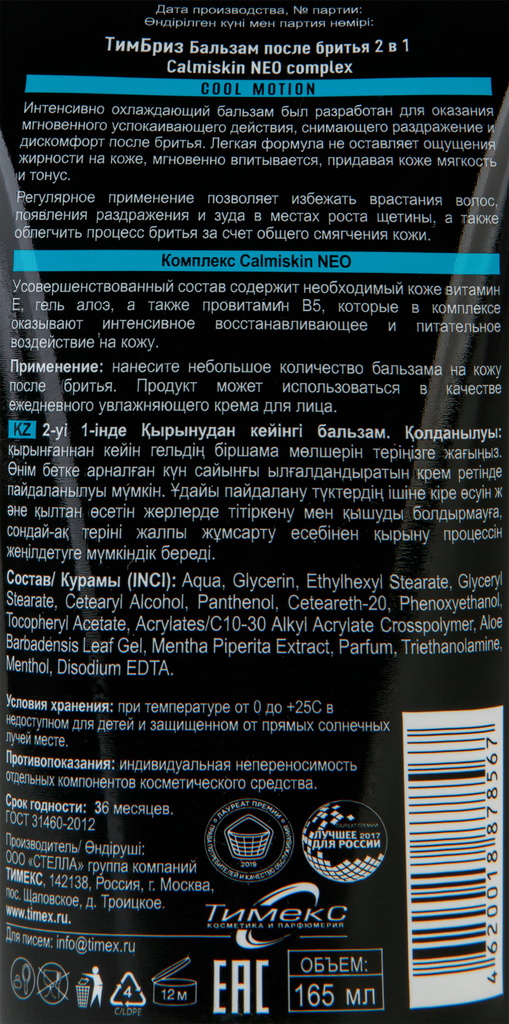 Дата производства, № партии:
Өндірілген күні мен партия нөмірі:
ТимБриз Бальзам после бритья 2 в 1
Calmiskin NEO complex
COOL MOTION
Интенсивно охлаждающий бальзам был разработан для оказания
мгновенного успокаивающего действия, снимающего раздражение и
дискомфорт после бритья. Легкая формула не оставляет ощущения
жирности на коже, мгновенно впитывается, придавая коже мягкость
и тонус.
Регулярное применение позволяет избежать врастания волос,
появления раздражения и зуда в местах роста щетины, а также
облегчить процесс бритья за счет общего смягчения кожи.
Комплекс Calmiskin NEO
Усовершенствованный состав содержит необходимый коже витамин
Е, гель алоэ, а также провитамин В5, которые в комплексе
оказывают интенсивное восстанавливающее и питательное
воздействие на кожу.
Применение: нанесите небольшое количество бальзама на кожу
после бритья. Продукт может использоваться в качестве
ежедневного увлажняющего крема для лица.
KZ 2-уі 1-інде Қырынудан кейінгі бальзам. Қолданылуы:
қырынғаннан кейін гельдің біршама мөлшерін теріңізге жағыңыз.
Өнім бетке арналған күн сайынғы ылғалдандыратын крем ретінде
пайдаланылуы мүмкін. Ұдайы пайдалану түктердің ішіне кіре өсуін ж
әне қылтан өсетін жерлерде тітіркену мен қышуды болдырмауға,
сондай-ақ теріні жалпы жұмсарту есебінен қырыну процессін
жеңілдетуге мүмкіндік береді.
Состав/ Курамы (INCI): Aqua, Glycerin, Ethylhexyl Stearate, Glyceryl
Stearate, Cetearyl Alcohol, Panthenol, Ceteareth-20, Phenoxyethanol,
Tocopheryl Acetate, Acrylates/C10-30 Alkyl Acrylate Crosspolymer, Aloe
Barbadensis Leaf Gel, Mentha Piperita Extract, Parfum, Triethanolamine,
Menthol, Disodium EDTA.
Условия хранения: при температуре от 0 до +25С в
недоступном для детей и защищенном от прямых солнечных
лучей месте.
Противопоказания: индивидуальная непереносимость
отдельных компонентов косметического средства.
Срок годности: 36 месяцев.
ГОСТ 31460-2012
Производитель/ Өндіруші:
ООО «СТЕЛЛА» группа компаний
ТИМЕКС, 142138, Россия, г. Москва,
пос. Щаповское, д. Троицкое.
www.timex.ru.
Для писем: info@timex.ru
ЛАУРЕАТ ПРЕМИИ
2019
ЛАУРЕАТ ПРЕМИИ
ЛУЧШЕЕ 2017
ДЛЯ РОССИИ
Тимекс
КОСМЕТИКА И ПАРФЮМЕРИЯ
4
C/LDPE
12 М
EAC
ОБЪЕМ:
165 мл
4620018878567